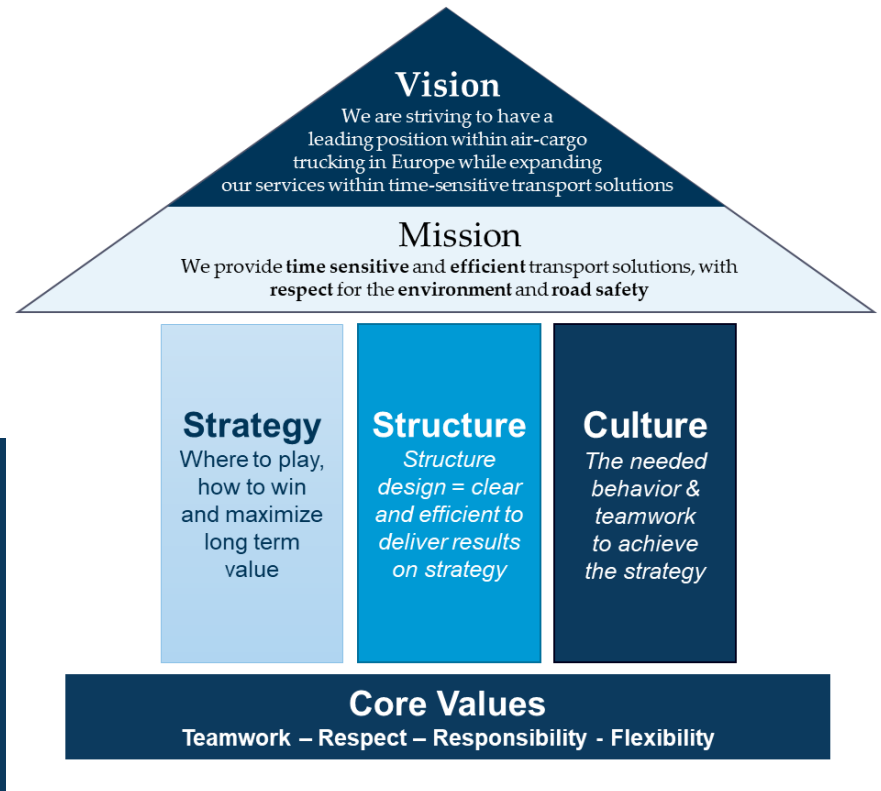 Vision
We are striving to have a
leading position within air-cargo
trucking in Europe while expanding
our services within time-sensitive transport solutions
Mission
We provide time sensitive and efficient transport solutions, with
respect for the environment and road safety
Strategy
Where to play,
how to win
and maximize
long term
value
Structure
Structure
design = clear
and efficient to
deliver results
on strategy
Culture
The needed
behavior &
teamwork
to achieve
the strategy
Core Values
Teamwork – Respect – Responsibility - Flexibility